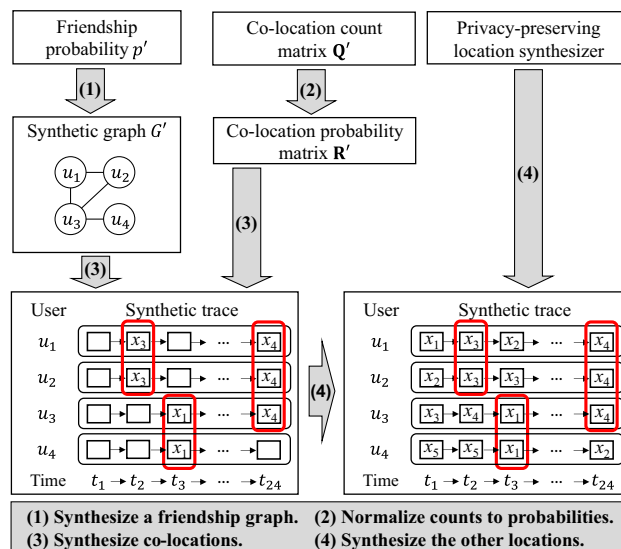 Friendship
probability p′
Co-location count
matrix Q′
Privacy-preserving
location synthesizer
(1)
(2)
(4)
Synthetic graph G′
u1 u2
u3 u4
Co-location probability
matrix R′
(3)
(3)
User Synthetic trace
u1 x3 ··· x4
u2 x3 ··· x4
u3 x1 ··· x4
u4 x1 ···
Time t1 t2 t3 ··· t24
(4)
User Synthetic trace
u1 x1 x3 x2 ··· x4
u2 x2 x3 x3 ··· x4
u3 x3 x4 x1 ··· x4
u4 x5 x5 x1 ··· x2
Time t1 t2 t3 ··· t24
(1) Synthesize a friendship graph. (2) Normalize counts to probabilities.
(3) Synthesize co-locations. (4) Synthesize the other locations.